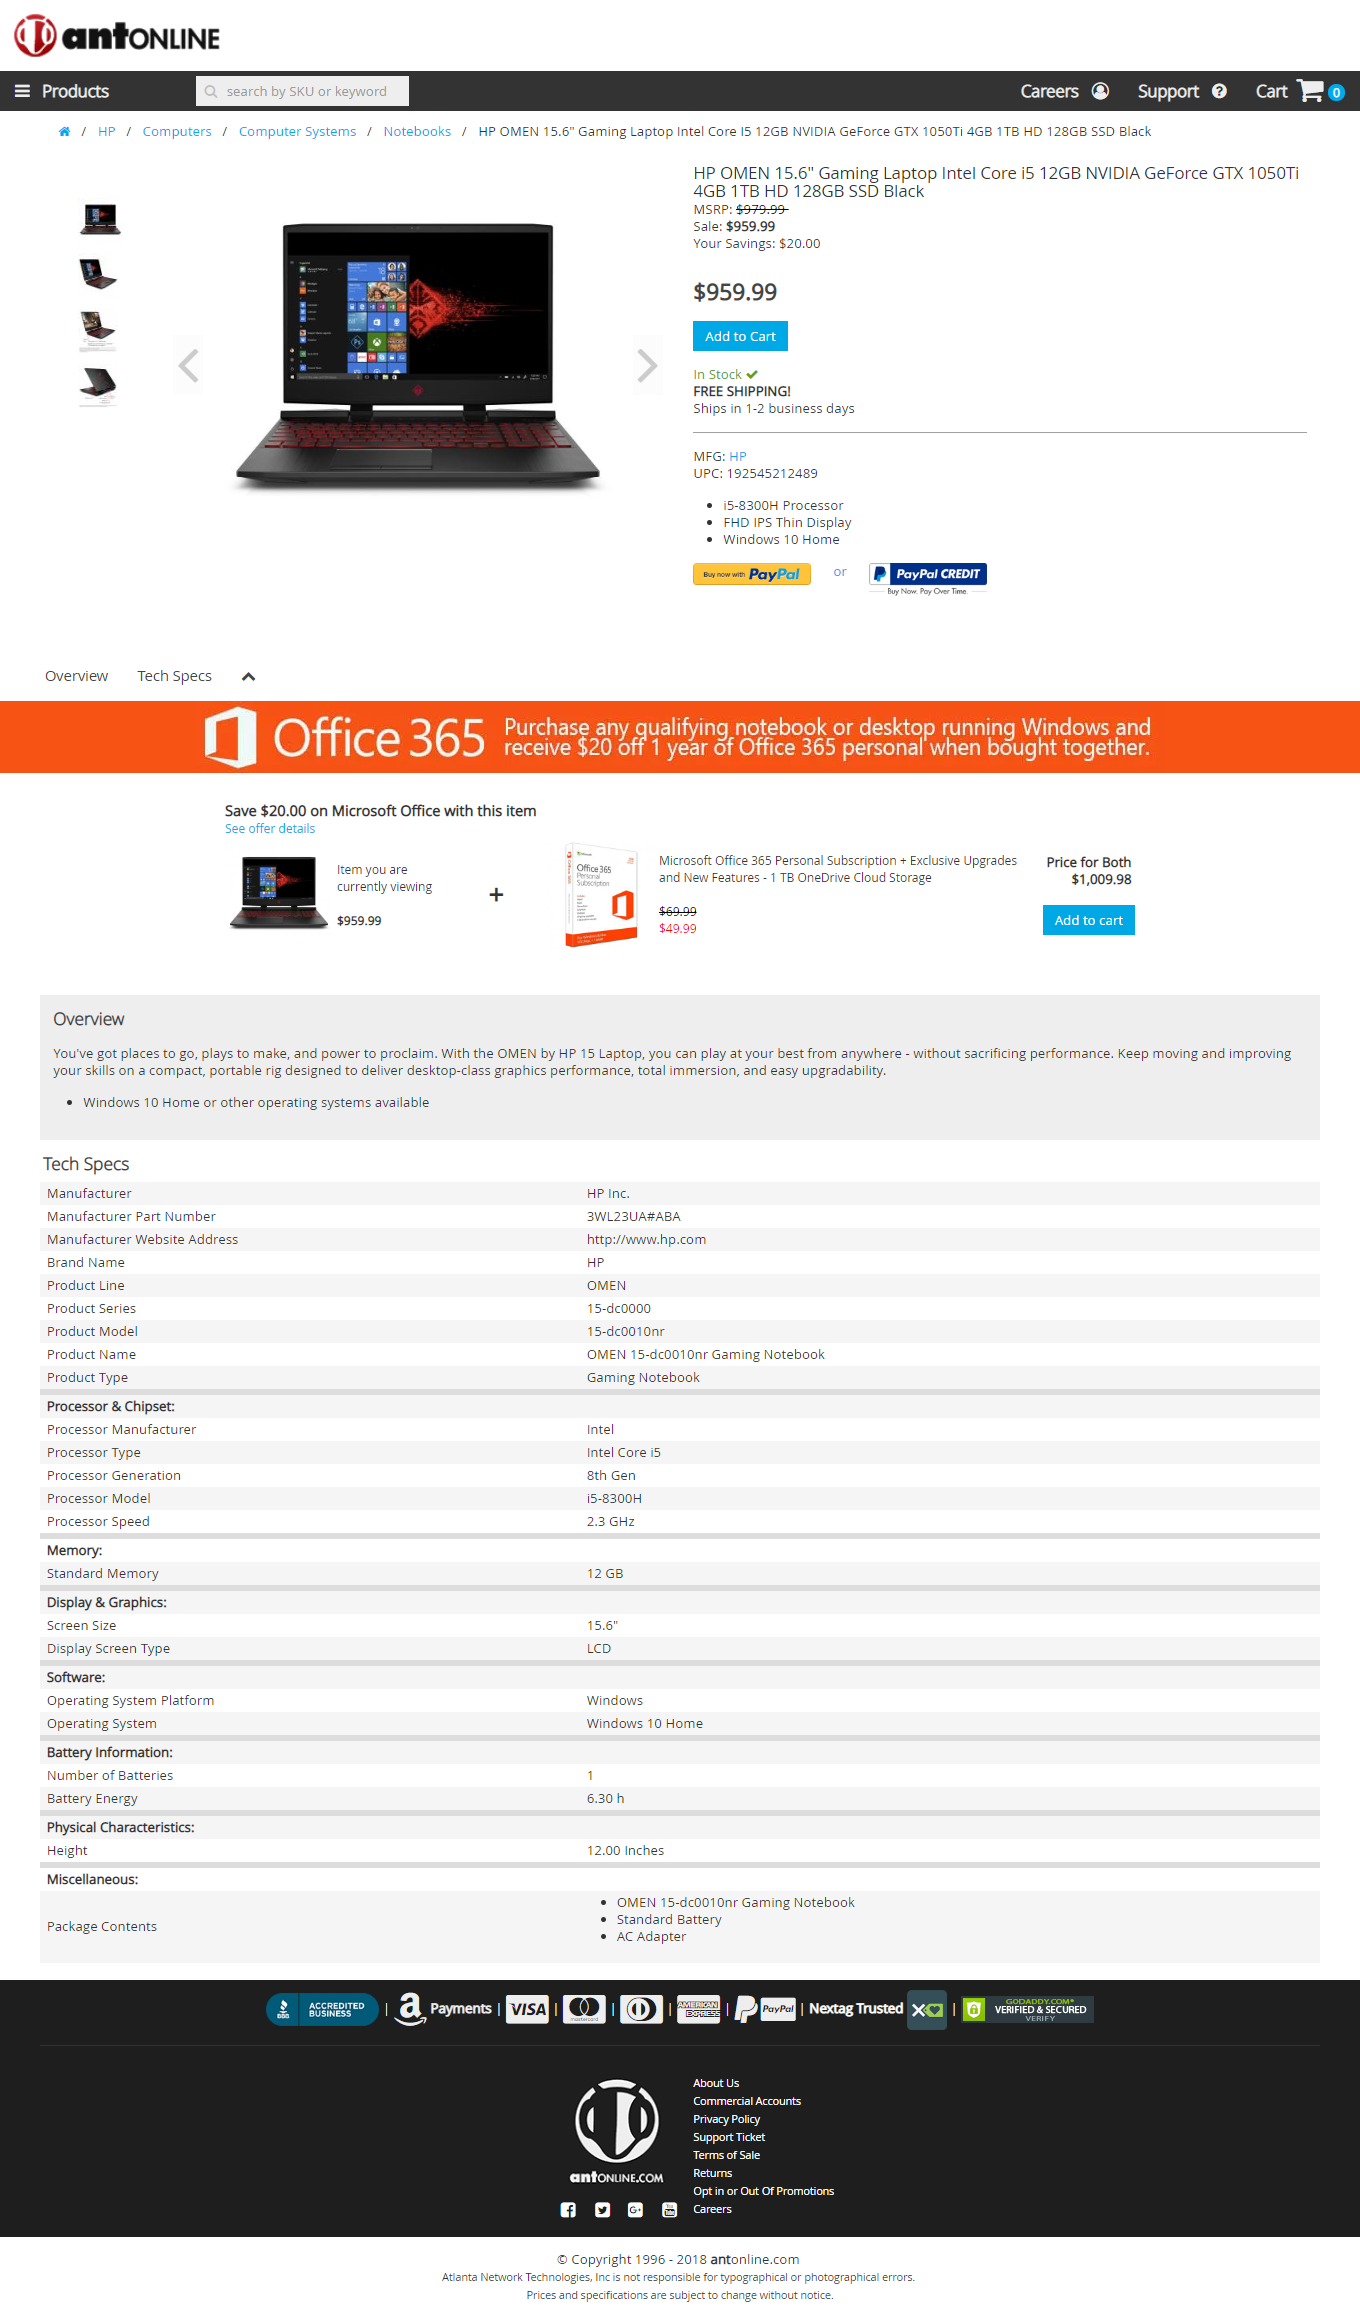 antONLINE
Products
search by SKU or keyword
Careers
Support
Cart
0
/ HP / Computers / Computer Systems / Notebooks / HP OMEN 15.6" Gaming Laptop Intel Core I5 12GB NVIDIA GeForce GTX 1050Ti 4GB 1TB HD 128GB SSD Black
HP OMEN 15.6" Gaming Laptop Intel Core i5 12GB NVIDIA GeForce GTX 1050Ti
4GB 1TB HD 128GB SSD Black
MSRP: $979.99
Sale: $959.99
Your Savings: $20.00
$959.99
Add to Cart
In Stock
FREE SHIPPING!
Ships in 1-2 business days
MFG: HP
UPC: 192545212489
i5-8300H Processor
FHD IPS Thin Display
Windows 10 Home
Buy now with PayPal
or
PayPal CREDIT
Buy Now. Pay Over Time.
Overview
Tech Specs
Office 365
Purchase any qualifying notebook or desktop running Windows and
receive $20 off 1 year of Office 365 personal when bought together.
Save $20.00 on Microsoft Office with this item
See offer details
Item you are
currently viewing
$959.99
+
Office 365
Personal
Subscription
Microsoft Office 365 Personal Subscription + Exclusive Upgrades
and New Features - 1 TB OneDrive Cloud Storage
$69.99
$49.99
Price for Both
$1,009.98
Add to cart
Overview
You've got places to go, plays to make, and power to proclaim. With the OMEN by HP 15 Laptop, you can play at your best from anywhere - without sacrificing performance. Keep moving and improving
your skills on a compact, portable rig designed to deliver desktop-class graphics performance, total immersion, and easy upgradability.
Windows 10 Home or other operating systems available
Tech Specs
Manufacturer HP Inc.
Manufacturer Part Number 3WL23UA#ABA
Manufacturer Website Address http://www.hp.com
Brand Name HP
Product Line OMEN
Product Series 15-dc0000
Product Model 15-dc0010nr
Product Name OMEN 15-dc0010nr Gaming Notebook
Product Type Gaming Notebook
Processor & Chipset:
Processor Manufacturer Intel
Processor Type Intel Core i5
Processor Generation 8th Gen
Processor Model i5-8300H
Processor Speed 2.3 GHz
Memory:
Standard Memory 12 GB
Display & Graphics:
Screen Size 15.6"
Display Screen Type LCD
Software:
Operating System Platform Windows
Operating System Windows 10 Home
Battery Information:
Number of Batteries 1
Battery Energy 6.30 h
Physical Characteristics:
Height 12.00 Inches
Miscellaneous:
Package Contents
OMEN 15-dc0010nr Gaming Notebook
Standard Battery
AC Adapter
BBB
ACCREDITED
BUSINESS
| a Payments | VISA | mastercard | | AMERICAN EXPRESS | PayPal | Nextag Trusted |
GODADDY.COM®
VERIFIED & SECURED
VERIFY
antONLINE.COM
About Us
Commercial Accounts
Privacy Policy
Support Ticket
Terms of Sale
Returns
Opt in or Out Of Promotions
Careers
© Copyright 1996 - 2018 antonline.com
Atlanta Network Technologies, Inc is not responsible for typographical or photographical errors.
Prices and specifications are subject to change without notice.